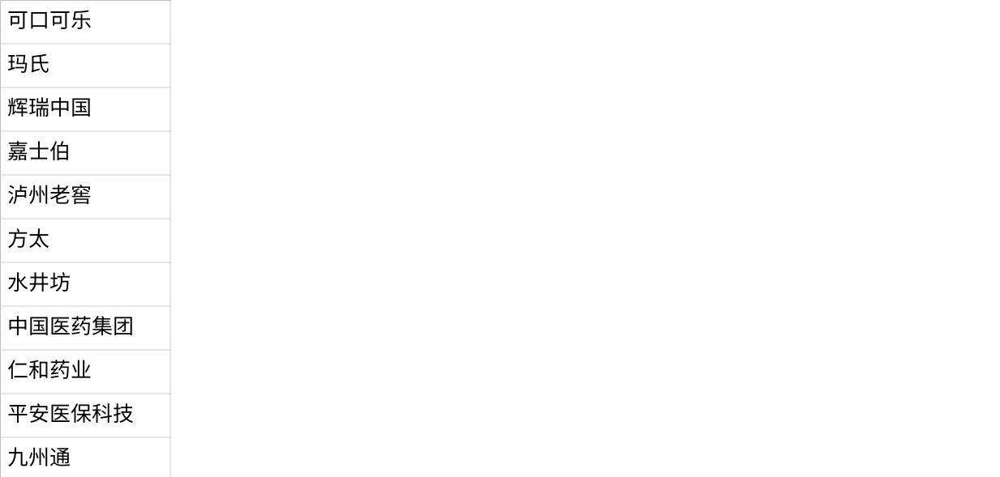 可口可乐
玛氏
辉瑞中国
嘉士伯
泸州老窖
方太
水井坊
中国医药集团
仁和药业
平安医保科技
九州通